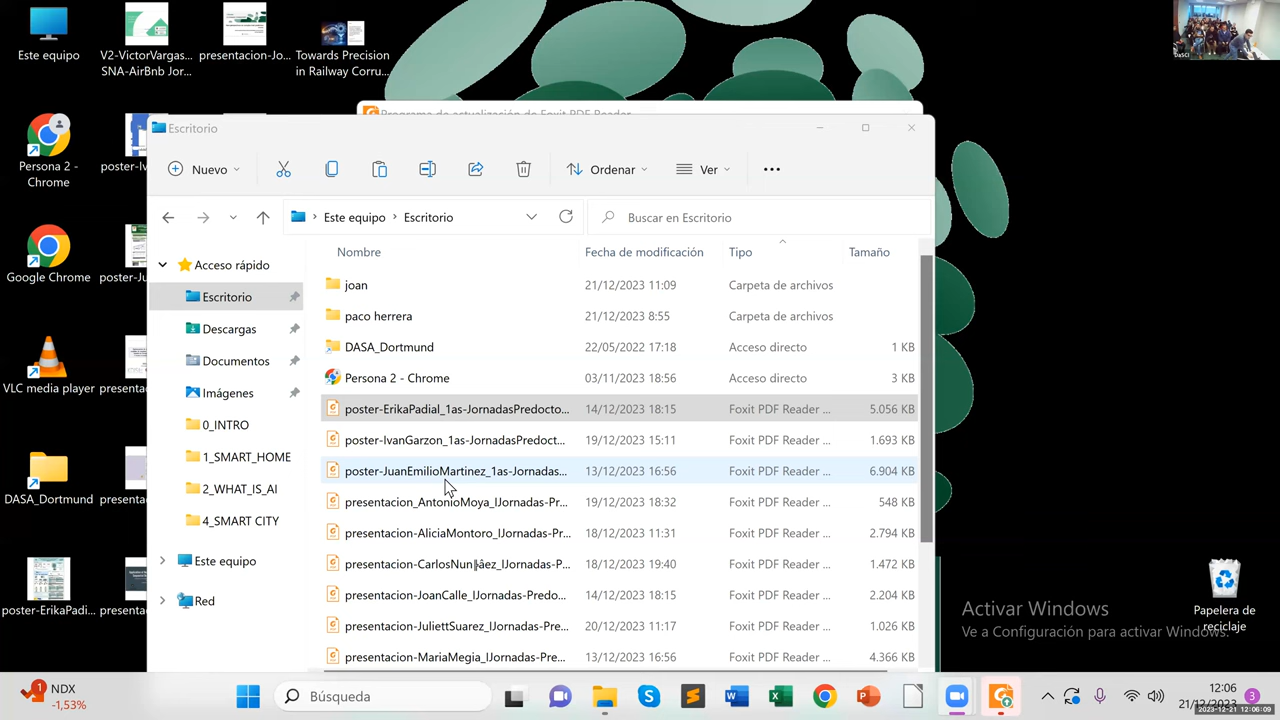 Este equipo
V2-VictorVargas...
SNA-AirBnb Jor...
presentacion-Jo...
Towards Precision
in Railway Corru...
DaSCI
Programa de actualización de Foxit PDF Reader
Escritorio
Persona 2 -
Chrome
poster-Iv
Nuevo
Ordenar
Ver
Este equipo
Escritorio
Buscar en Escritorio
Nombre
Fecha de modificación
Tipo
Tamaño
Google Chrome
poster-Ju
Acceso rápido
Escritorio
Descargas
Documentos
Imágenes
0_INTRO
1_SMART_HOME
2_WHAT_IS_AI
4_SMART CITY
Este equipo
Red
joan
21/12/2023 11:09
Carpeta de archivos
paco herrera
21/12/2023 8:55
Carpeta de archivos
DASA_Dortmund
22/05/2022 17:18
Acceso directo
1 KB
Persona 2 - Chrome
03/11/2023 18:56
Acceso directo
3 KB
poster-ErikaPadial_1as-JornadasPredocto...
14/12/2023 18:15
Foxit PDF Reader ...
5.056 KB
poster-IvanGarzon_1as-JornadasPredoct...
19/12/2023 15:11
Foxit PDF Reader ...
1.693 KB
poster-JuanEmilioMartinez_1as-Jornadas...
13/12/2023 16:56
Foxit PDF Reader ...
6.904 KB
presentacion_AntonioMoya_IJornadas-Pr...
19/12/2023 18:32
Foxit PDF Reader ...
548 KB
presentacion-AliciaMontoro_IJornadas-Pr...
18/12/2023 11:31
Foxit PDF Reader ...
2.794 KB
18/12/2023 19:40
Foxit PDF Reader ...
1.472 KB
presentacion-JoanCalle_IJornadas-Predo...
14/12/2023 18:15
Foxit PDF Reader ...
2.204 KB
presentacion-JuliettSuarez_IJornadas-Pre...
20/12/2023 11:17
Foxit PDF Reader ...
1.026 KB
presentacion-MariaMegia_IJornadas-Pre...
13/12/2023 16:56
Foxit PDF Reader ...
4.366 KB
VLC media player
presenta
DASA_Dortmund
presenta
poster-ErikaPadi...
presenta
Papelera de
reciclaje
Activar Windows
Ve a Configuración para activar Windows.
1
NDX
-1,53%
Búsqueda
12:06
3
2023-12-21 12:06:09